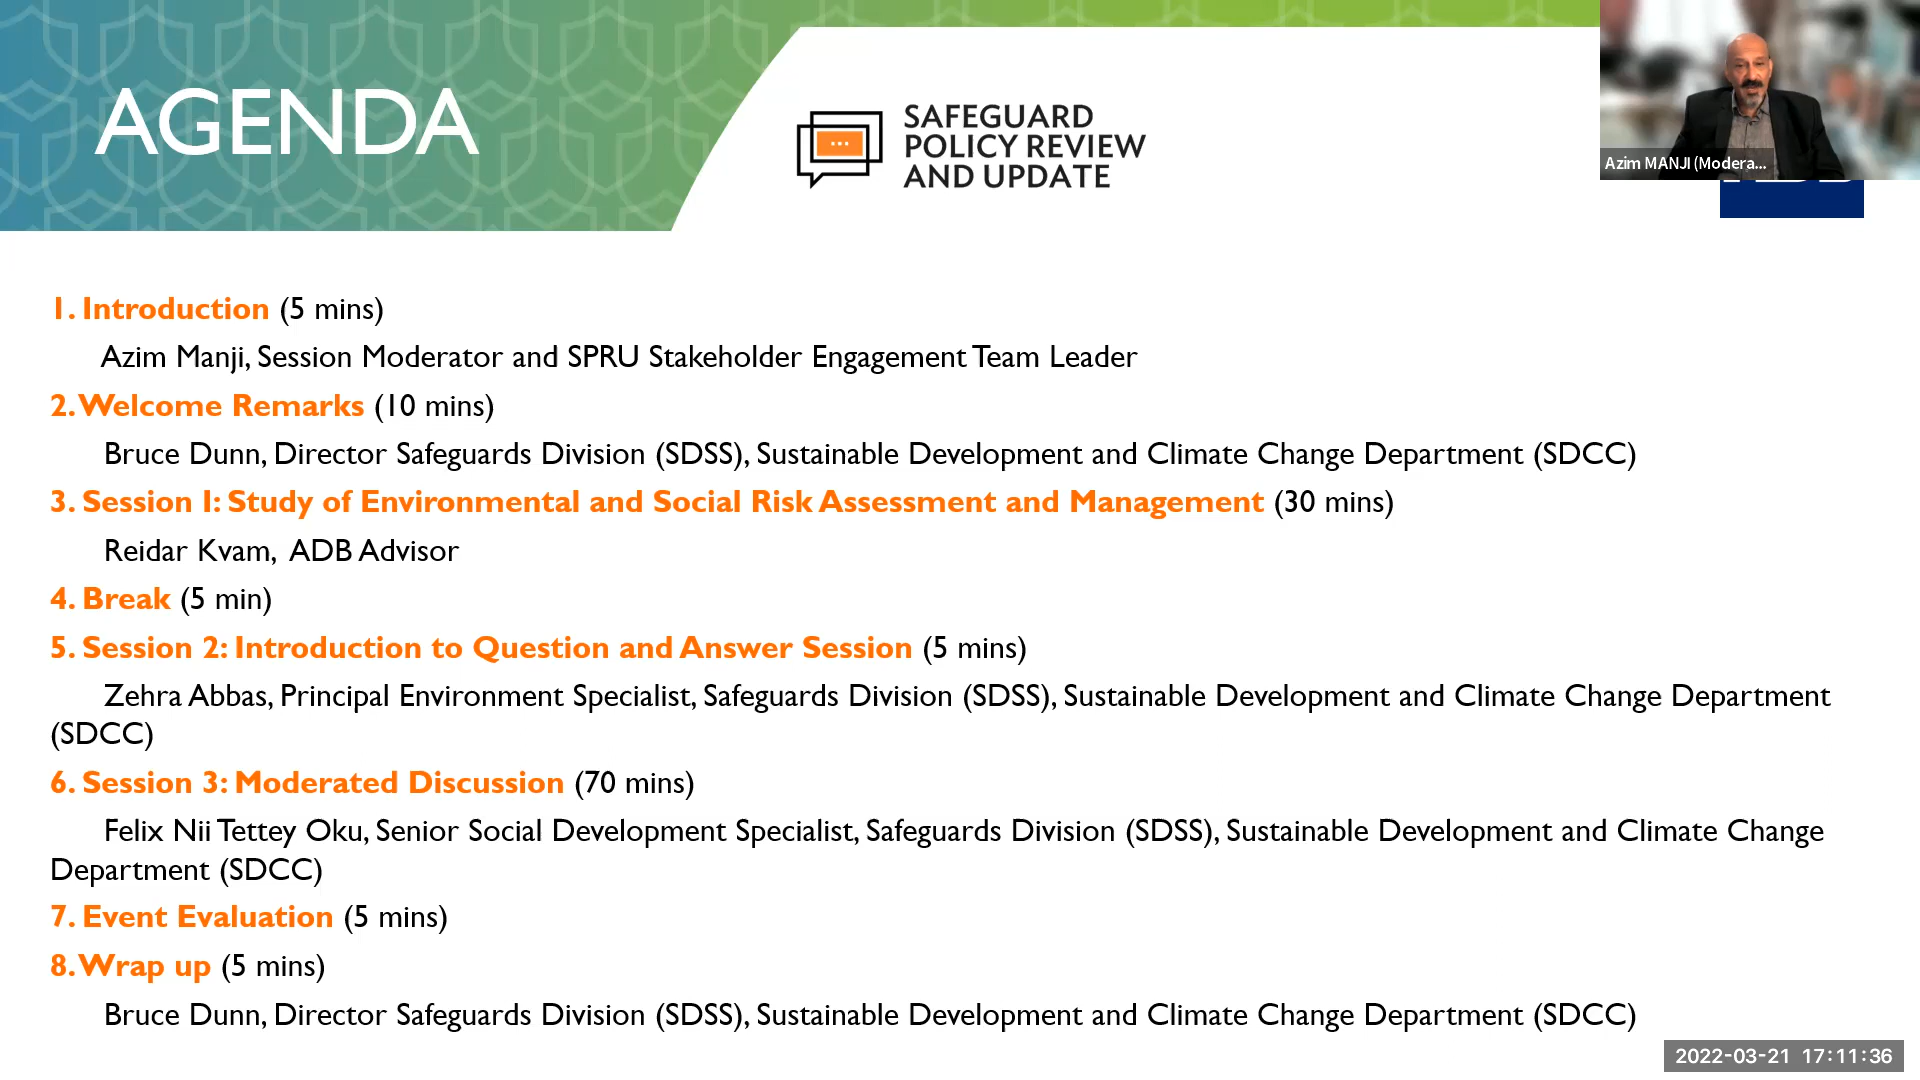 AGENDA
SAFEGUARD
POLICY REVIEW
AND UPDATE
Azim MANJI (Modera...
1. Introduction (5 mins)
Azim Manji, Session Moderator and SPRU Stakeholder Engagement Team Leader
2. Welcome Remarks (10 mins)
Bruce Dunn, Director Safeguards Division (SDSS), Sustainable Development and Climate Change Department (SDCC)
3. Session 1: Study of Environmental and Social Risk Assessment and Management (30 mins)
Reidar Kvam, ADB Advisor
4. Break (5 min)
5. Session 2: Introduction to Question and Answer Session (5 mins)
Zehra Abbas, Principal Environment Specialist, Safeguards Division (SDSS), Sustainable Development and Climate Change Department
(SDCC)
6. Session 3: Moderated Discussion (70 mins)
Felix Nii Tettey Oku, Senior Social Development Specialist, Safeguards Division (SDSS), Sustainable Development and Climate Change
Department (SDCC)
7. Event Evaluation (5 mins)
8. Wrap up (5 mins)
Bruce Dunn, Director Safeguards Division (SDSS), Sustainable Development and Climate Change Department (SDCC)
2022-03-21 17:11:36